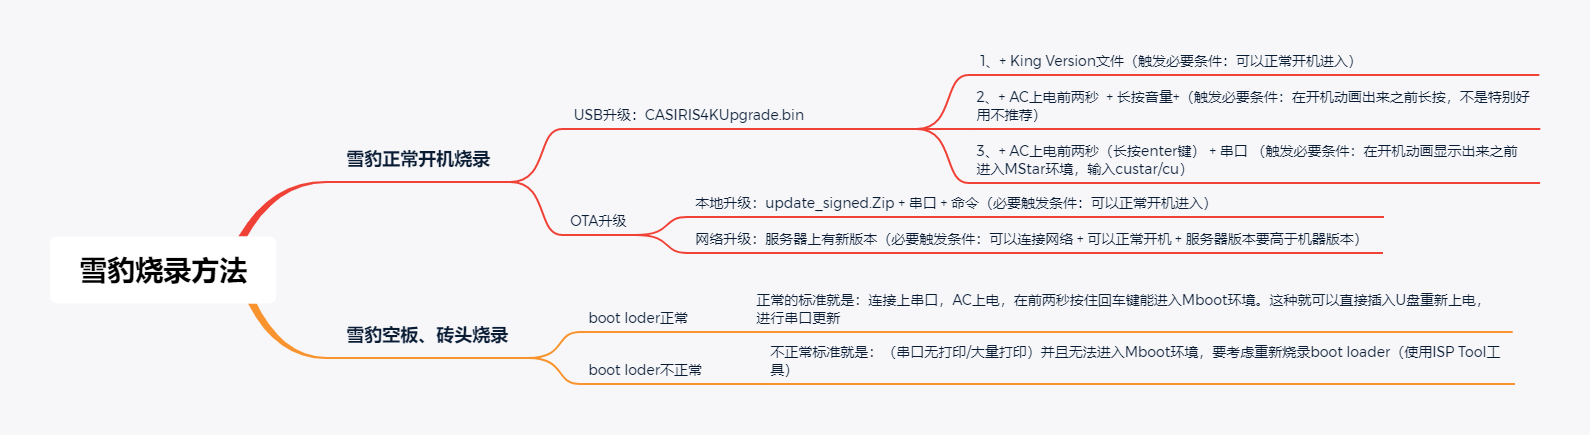 雪豹烧录方法
雪豹正常开机烧录
USB升级：CASIRIS4KUpgrade.bin
1、+ King Version文件（触发必要条件：可以正常开机进入）
2、+ AC上电前两秒 + 长按音量+（触发必要条件：在开机动画出来之前长按，不是特别好
用不推荐）
3、+ AC上电前两秒（长按enter键） + 串口 （触发必要条件：在开机动画显示出来之前
进入MStar环境，输入custar/cu）
OTA升级
本地升级：update_signed.Zip + 串口 + 命令（必要触发条件：可以正常开机进入）
网络升级：服务器上有新版本（必要触发条件：可以连接网络 + 可以正常开机 + 服务器版本要高于机器版本）
雪豹空板、砖头烧录
boot loder正常
正常的标准就是：连接上串口，AC上电，在前两秒按住回车键能进入Mboot环境。这种就可以直接插入U盘重新上电，
进行串口更新
boot loder不正常
不正常标准就是：（串口无打印/大量打印）并且无法进入Mboot环境，要考虑重新烧录boot loader（使用ISP Tool工
具）